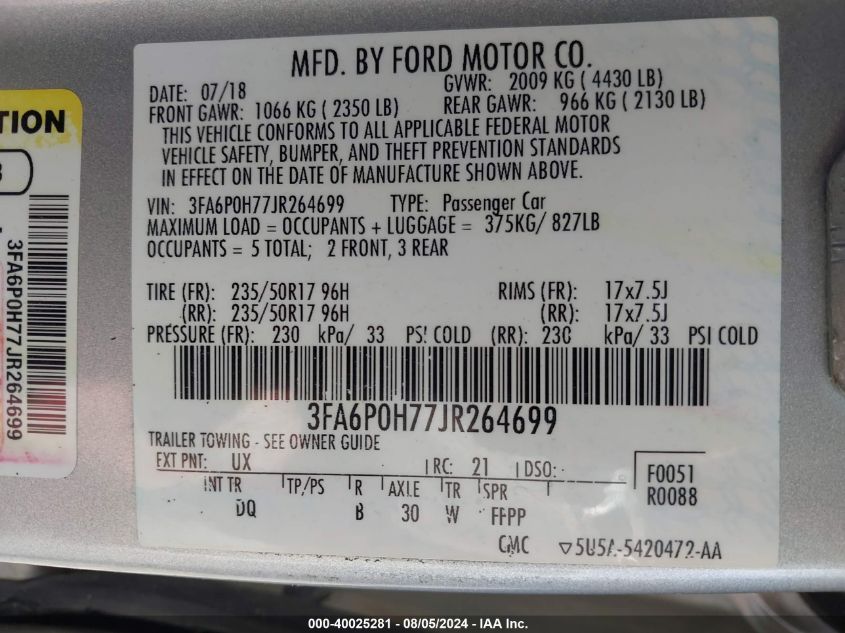 TION
3FA6P0H77JR264699
MFD. BY FORD MOTOR CO.
DATE: 07/18 GVWR: 2009 KG ( 4430 LB)
FRONT GAWR: 1066 KG ( 2350 LB) REAR GAWR: 966 KG ( 2130 LB)
THIS VEHICLE CONFORMS TO ALL APPLICABLE FEDERAL MOTOR
VEHICLE SAFETY, BUMPER, AND THEFT PREVENTION STANDARDS
IN EFFECT ON THE DATE OF MANUFACTURE SHOWN ABOVE.
VIN: 3FA6P0H77JR264699 TYPE: Passenger Car
MAXIMUM LOAD = OCCUPANTS + LUGGAGE = 375KG/ 827LB
OCCUPANTS = 5 TOTAL; 2 FRONT, 3 REAR
TIRE (FR): 235/50R17 96H RIMS (FR): 17x7.5J
(RR): 235/50R17 96H (RR): 17x7.5J
PRESSURE (FR): 230 kPa/ 33 PSI COLD (RR): 230 kPa/ 33 PSI COLD
3FA6P0H77JR264699
TRAILER TOWING - SEE OWNER GUIDE
EXT PNT: UX RC: 21 DSO:
F0051
R0088
INT TR TP/PS R AXLE TR SPR
DQ B 30 W FFPP
CMC ▽5U5A-5420472-AA
000-40025281 - 08/05/2024 - IAA Inc.